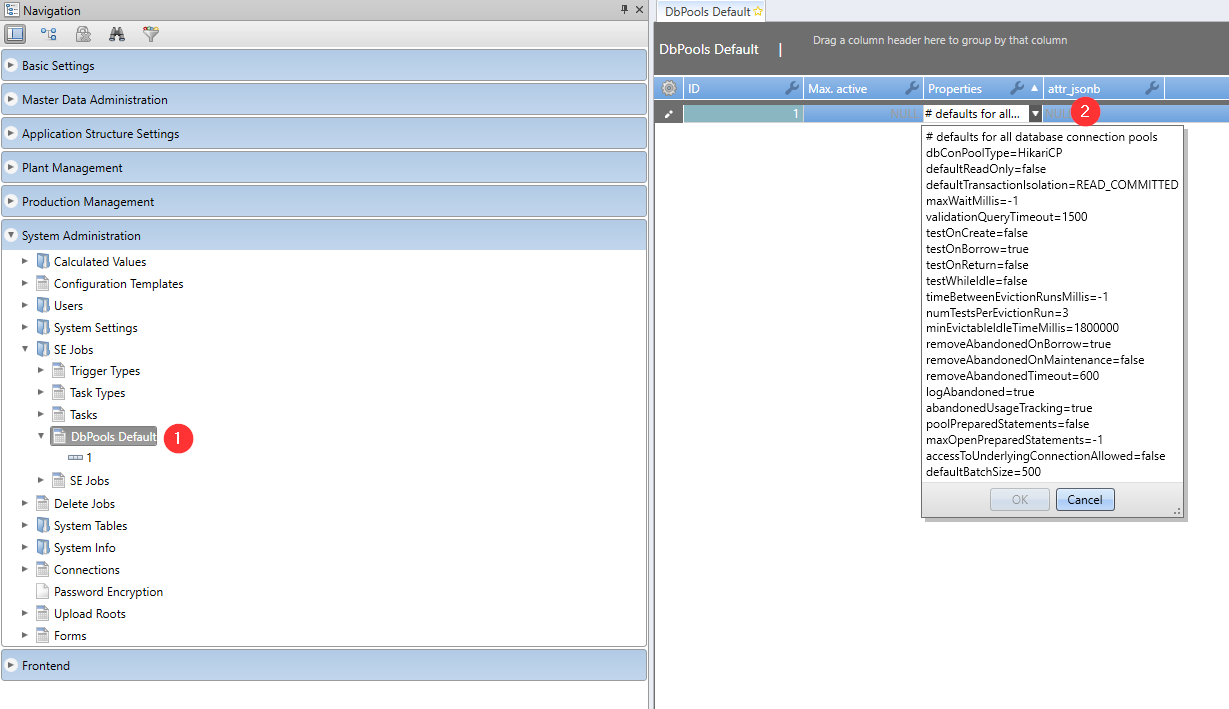 Navigation
Basic Settings
Master Data Administration
Application Structure Settings
Plant Management
Production Management
System Administration
Calculated Values
Configuration Templates
Users
System Settings
SE Jobs
Trigger Types
Task Types
Tasks
DbPools Default
1
1
SE Jobs
Delete Jobs
System Tables
System Info
Connections
Password Encryption
Upload Roots
Forms
Frontend
DbPools Default
DbPools Default
Drag a column header here to group by that column
ID Max. active Properties attr_jsonb
1 NULL # defaults for all... NULL
2
# defaults for all database connection pools
dbConPoolType=HikariCP
defaultReadOnly=false
defaultTransactionIsolation=READ_COMMITTED
maxWaitMillis=-1
validationQueryTimeout=1500
testOnCreate=false
testOnBorrow=true
testOnReturn=false
testWhileIdle=false
timeBetweenEvictionRunsMillis=-1
numTestsPerEvictionRun=3
minEvictableIdleTimeMillis=1800000
removeAbandonedOnBorrow=true
removeAbandonedOnMaintenance=false
removeAbandonedTimeout=600
logAbandoned=true
abandonedUsageTracking=true
poolPreparedStatements=false
maxOpenPreparedStatements=-1
accessToUnderlyingConnectionAllowed=false
defaultBatchSize=500
OK Cancel